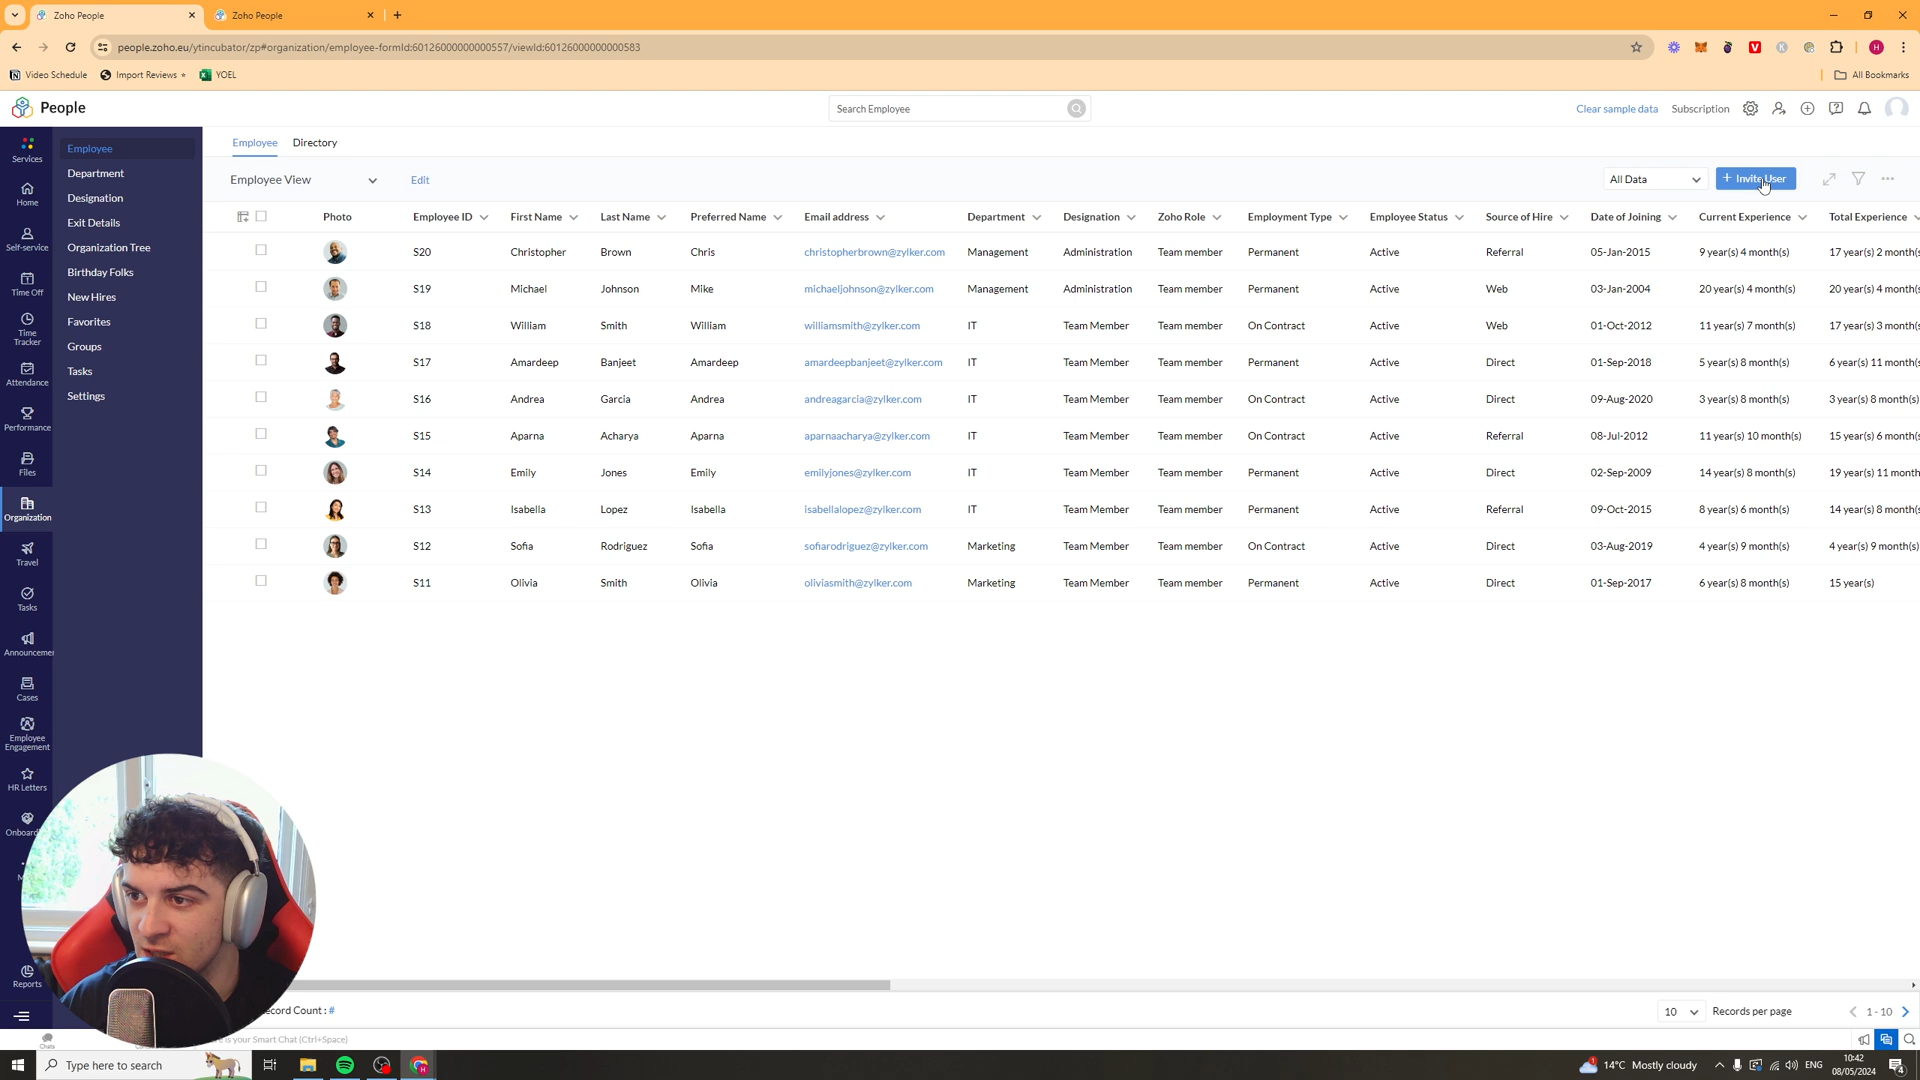 Zoho People
Zoho People
people.zoho.eu/ytincubator/zp#organization/employee-formId:60126000000000557/viewId:60126000000000583
Video Schedule
Import Reviews
YOEL
All Bookmarks
People
Search Employee
Clear sample data
Subscription
Services
Home
Self-service
Time Off
Time Tracker
Attendance
Performance
Files
Organization
Travel
Tasks
Announcemen
Cases
Employee Engagement
HR Letters
Onboard
Reports
Employee
Department
Designation
Exit Details
Organization Tree
Birthday Folks
New Hires
Favorites
Groups
Tasks
Settings
Employee Directory
Employee View Edit All Data + Invite User
Photo Employee ID First Name Last Name Preferred Name Email address Department Designation Zoho Role Employment Type Employee Status Source of Hire Date of Joining Current Experience Total Experience
S20 Christopher Brown Chris christopherbrown@zylker.com Management Administration Team member Permanent Active Referral 05-Jan-2015 9 year(s) 4 month(s) 17 year(s) 2 month(s
S19 Michael Johnson Mike michaeljohnson@zylker.com Management Administration Team member Permanent Active Web 03-Jan-2004 20 year(s) 4 month(s) 20 year(s) 4 month(s
S18 William Smith William williamsmith@zylker.com IT Team Member Team member On Contract Active Web 01-Oct-2012 11 year(s) 7 month(s) 17 year(s) 3 month(s
S17 Amardeep Banjeet Amardeep amardeepbanjeet@zylker.com IT Team Member Team member Permanent Active Direct 01-Sep-2018 5 year(s) 8 month(s) 6 year(s) 11 month(s
S16 Andrea Garcia Andrea andreagarcia@zylker.com IT Team Member Team member On Contract Active Direct 09-Aug-2020 3 year(s) 8 month(s) 3 year(s) 8 month(s)
S15 Aparna Acharya Aparna aparnaacharya@zylker.com IT Team Member Team member On Contract Active Referral 08-Jul-2012 11 year(s) 10 month(s) 15 year(s) 6 month(s
S14 Emily Jones Emily emilyjones@zylker.com IT Team Member Team member Permanent Active Direct 02-Sep-2009 14 year(s) 8 month(s) 19 year(s) 11 month
S13 Isabella Lopez Isabella isabellalopez@zylker.com IT Team Member Team member Permanent Active Referral 09-Oct-2015 8 year(s) 6 month(s) 14 year(s) 8 month(s
S12 Sofia Rodriguez Sofia sofiarodriguez@zylker.com Marketing Team Member Team member On Contract Active Direct 03-Aug-2019 4 year(s) 9 month(s) 4 year(s) 9 month(s)
S11 Olivia Smith Olivia oliviasmith@zylker.com Marketing Team Member Team member Permanent Active Direct 01-Sep-2017 6 year(s) 8 month(s) 15 year(s)
ecord Count : # 10 Records per page 1 - 10
Chats
re is your Smart Chat (Ctrl+Space)
Type here to search
14°C Mostly cloudy
ENG
10:42
08/05/2024